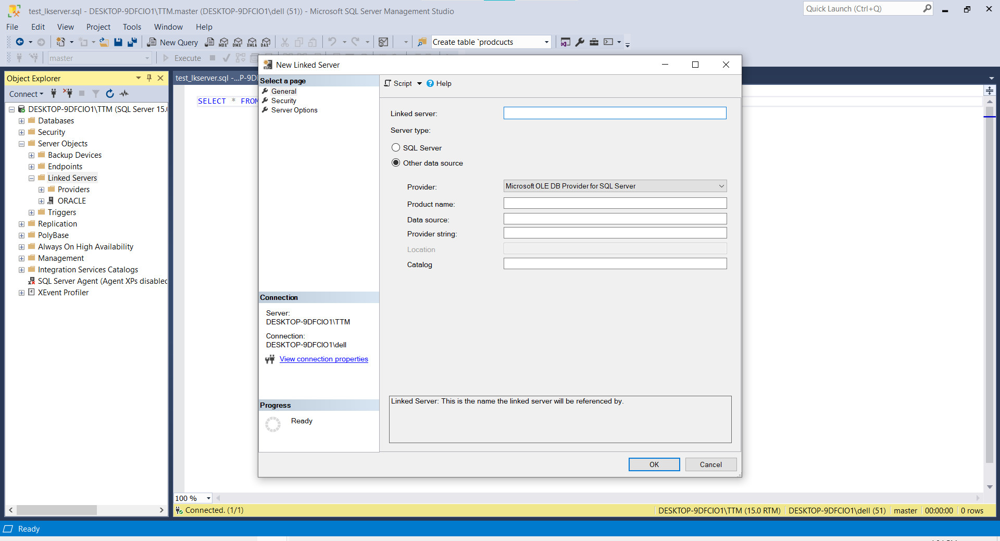 test_lkserver.sql - DESKTOP-9DFCIO1\TTM.master (DESKTOP-9DFCIO1\dell (51)) - Microsoft SQL Server Management Studio
Quick Launch (Ctrl+Q)
File Edit View Project Tools Window Help
New Query
MDX
DMX
XMLA
DAX
Create table `prodcucts
master
Execute
Object Explorer
Connect
DESKTOP-9DFCIO1\TTM (SQL Server 15.
Databases
Security
Server Objects
Backup Devices
Endpoints
Linked Servers
Providers
ORACLE
Triggers
Replication
PolyBase
Always On High Availability
Management
Integration Services Catalogs
SQL Server Agent (Agent XPs disabled
XEvent Profiler
test_lkserver.sql -...P-9D
SELECT * FROM
New Linked Server
Select a page
General
Security
Server Options
Script
Help
Linked server:
Server type:
SQL Server
Other data source
Provider:
Microsoft OLE DB Provider for SQL Server
Product name:
Data source:
Provider string:
Location
Catalog
Connection
Server:
DESKTOP-9DFCIO1\TTM
Connection:
DESKTOP-9DFCIO1\dell
View connection properties
Progress
Ready
Linked Server: This is the name the linked server will be referenced by.
OK
Cancel
100 %
Connected. (1/1)
DESKTOP-9DFCIO1\TTM (15.0 RTM)
DESKTOP-9DFCIO1\dell (51)
master
00:00:00
0 rows
Ready